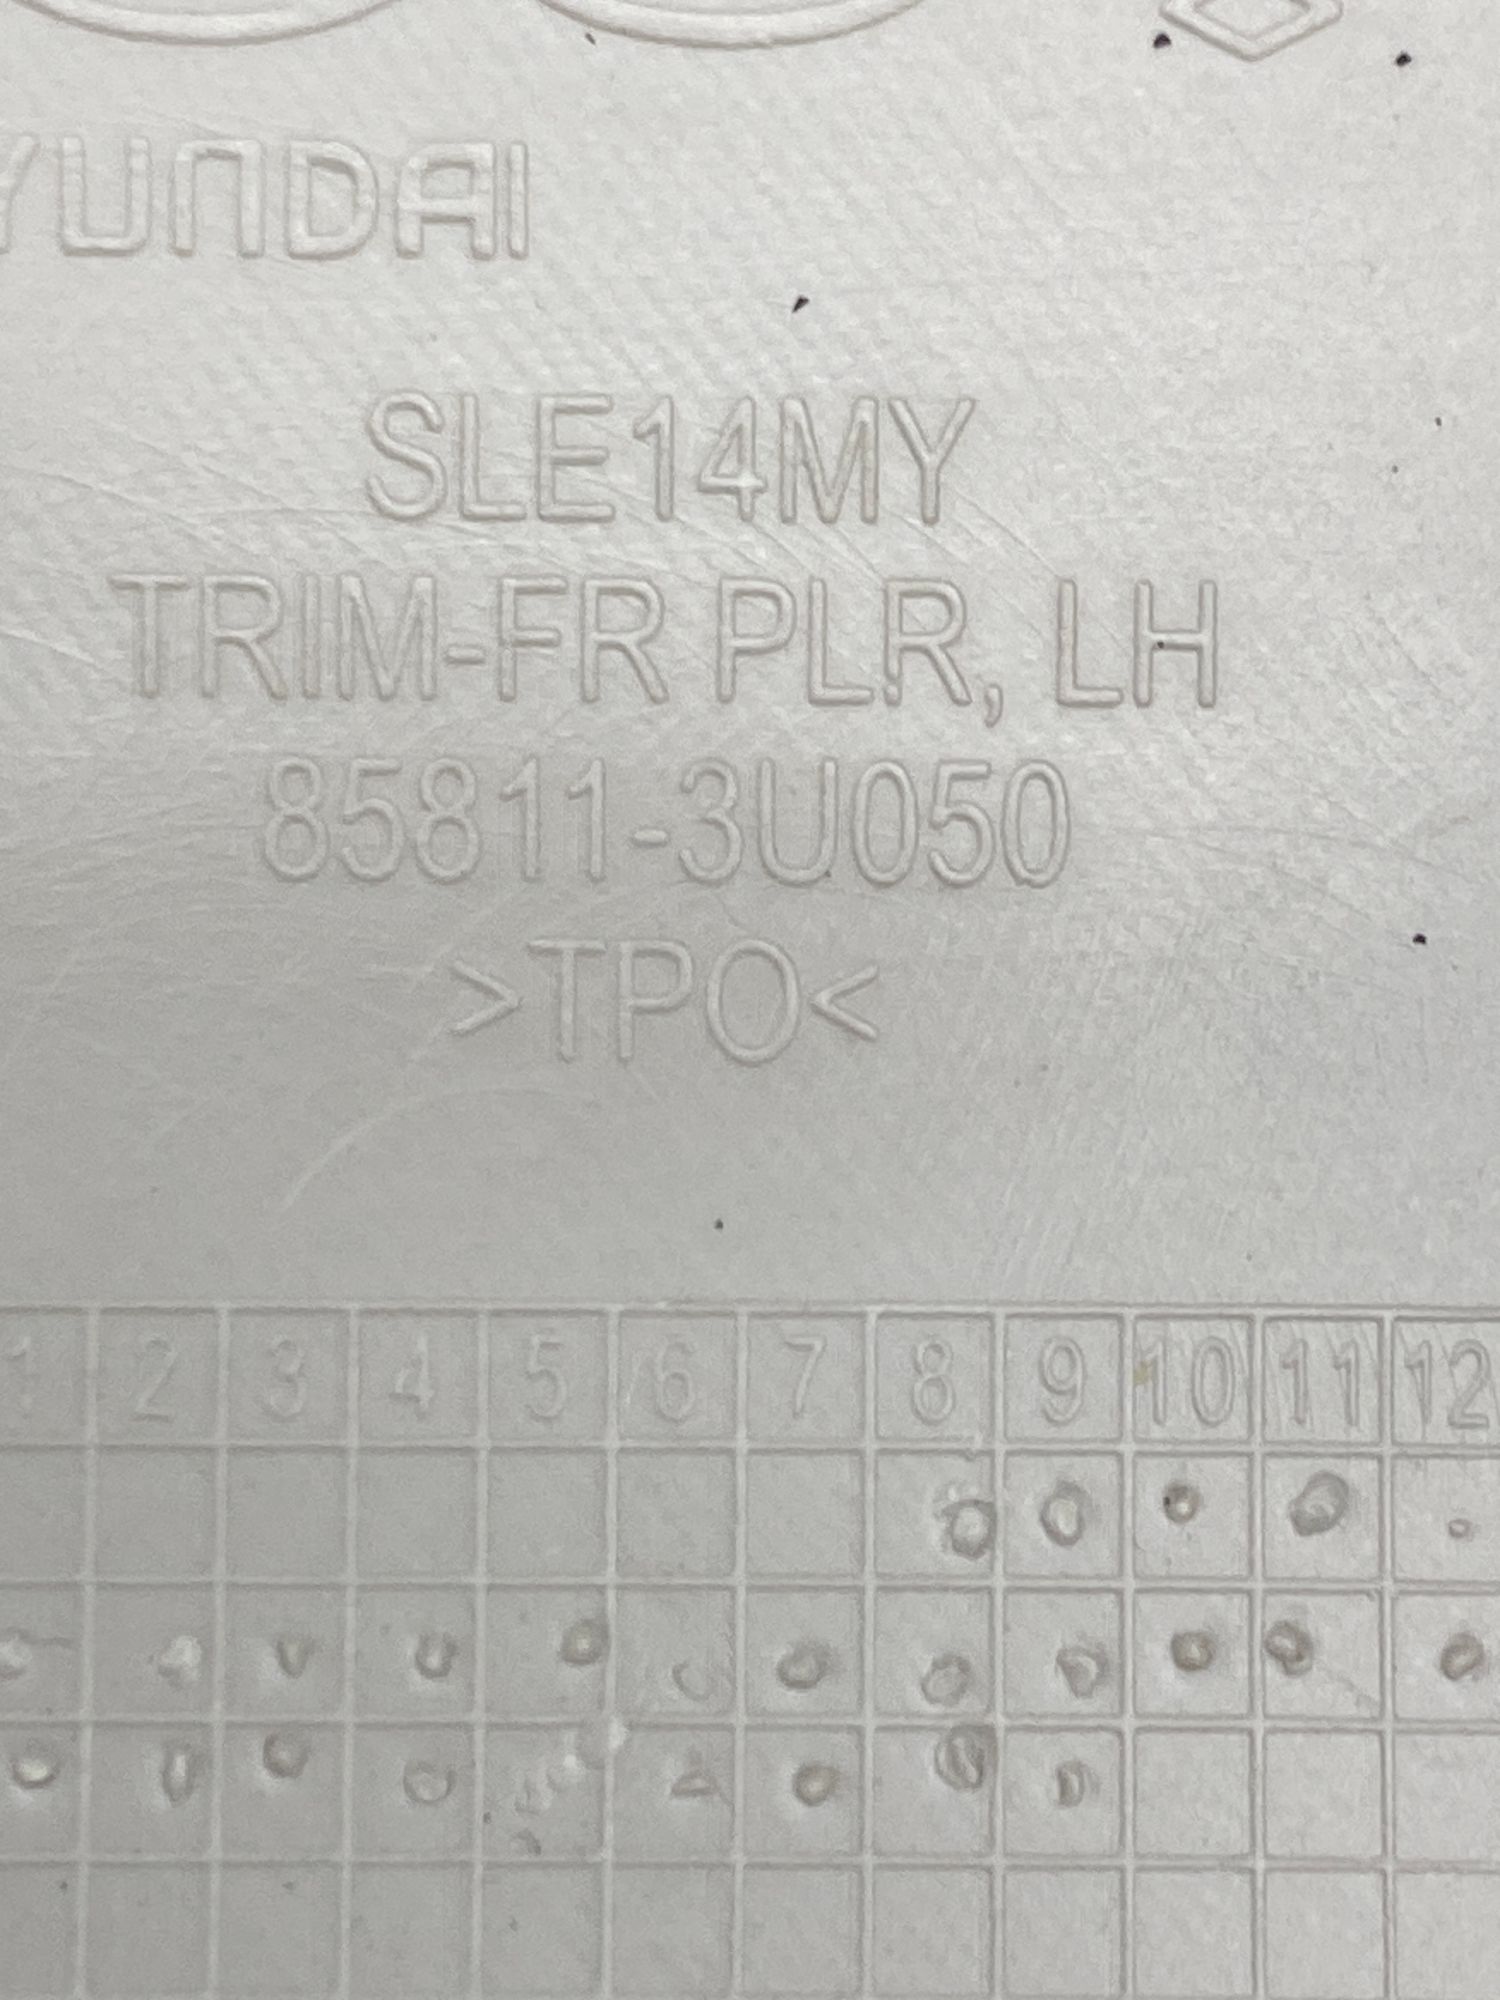 YUNDAI
SLE14MY
TRIM-FR PLR, LH
85811-3U050
>TPO<
1 2 3 4 5 6 7 8 9 10 11 12